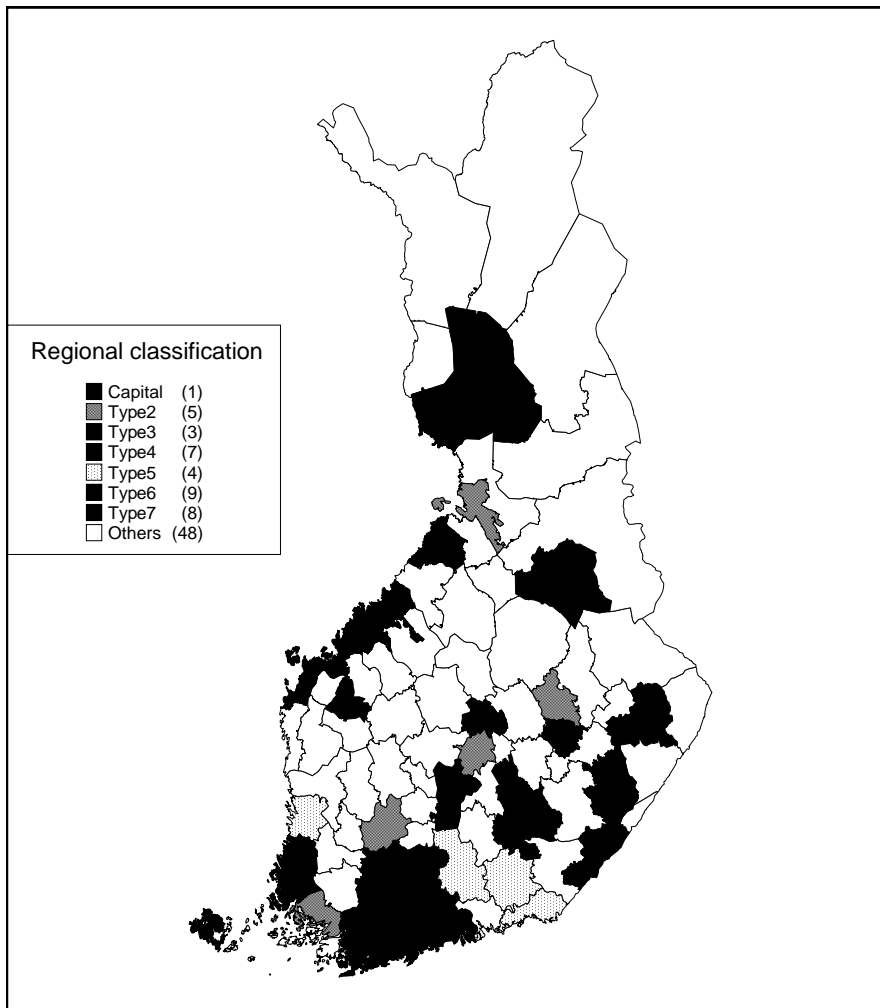 Regional classification
Capital (1)
Type2 (5)
Type3 (3)
Type4 (7)
Type5 (4)
Type6 (9)
Type7 (8)
Others (48)